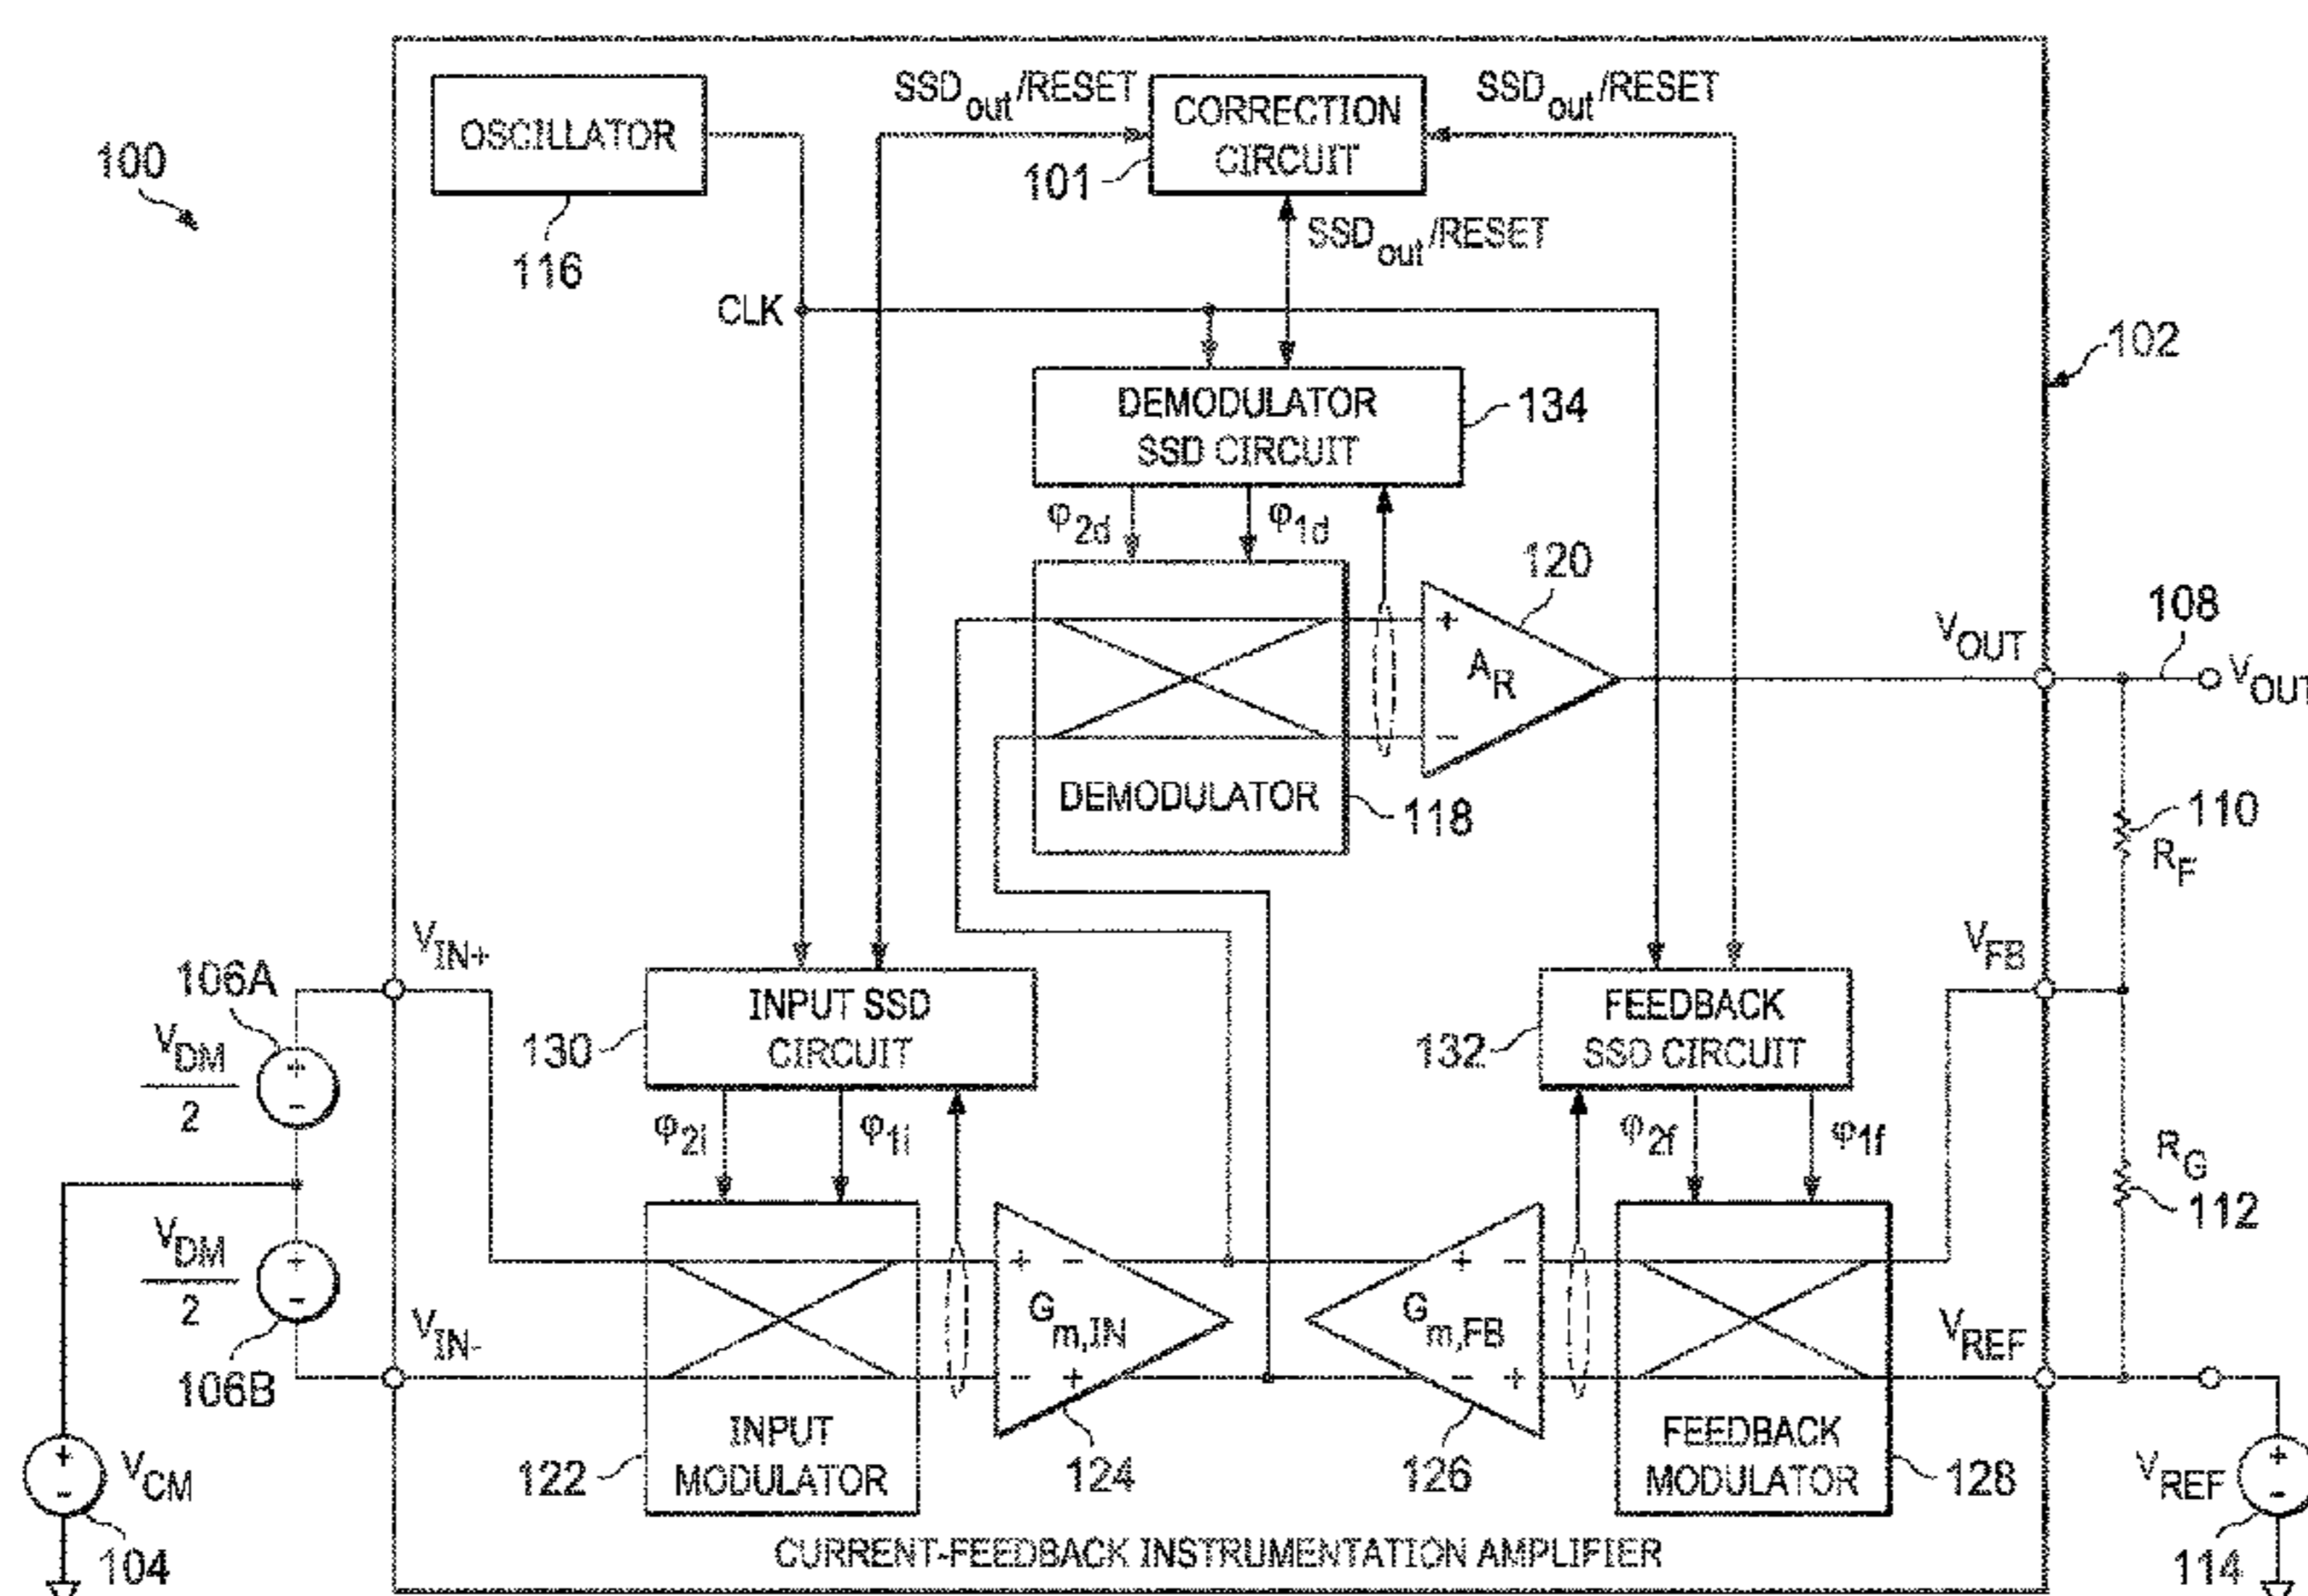 SSDout/RESET
SSDout/RESET
OSCILLATOR
CORRECTION
CIRCUIT
100
101
116
SSDout/RESET
CLK
102
DEMODULATOR
SSD CIRCUIT
134
φ2d
φ1d
120
108
+
AR
-
VOUT
VOUT
DEMODULATOR
118
110
RF
VIN+
VFB
106A
INPUT SSD
CIRCUIT
130
FEEDBACK
SSD CIRCUIT
132
VDM
2
+
-
φ2i
φ1i
φ2f
φ1f
RG
112
VDM
2
+
-
+ -
Gm,IN
- +
+ -
Gm,FB
- +
VIN-
VREF
106B
INPUT
MODULATOR
122
124
126
FEEDBACK
MODULATOR
128
+
-
VCM
104
VREF
+
-
114
CURRENT-FEEDBACK INSTRUMENTATION AMPLIFIER